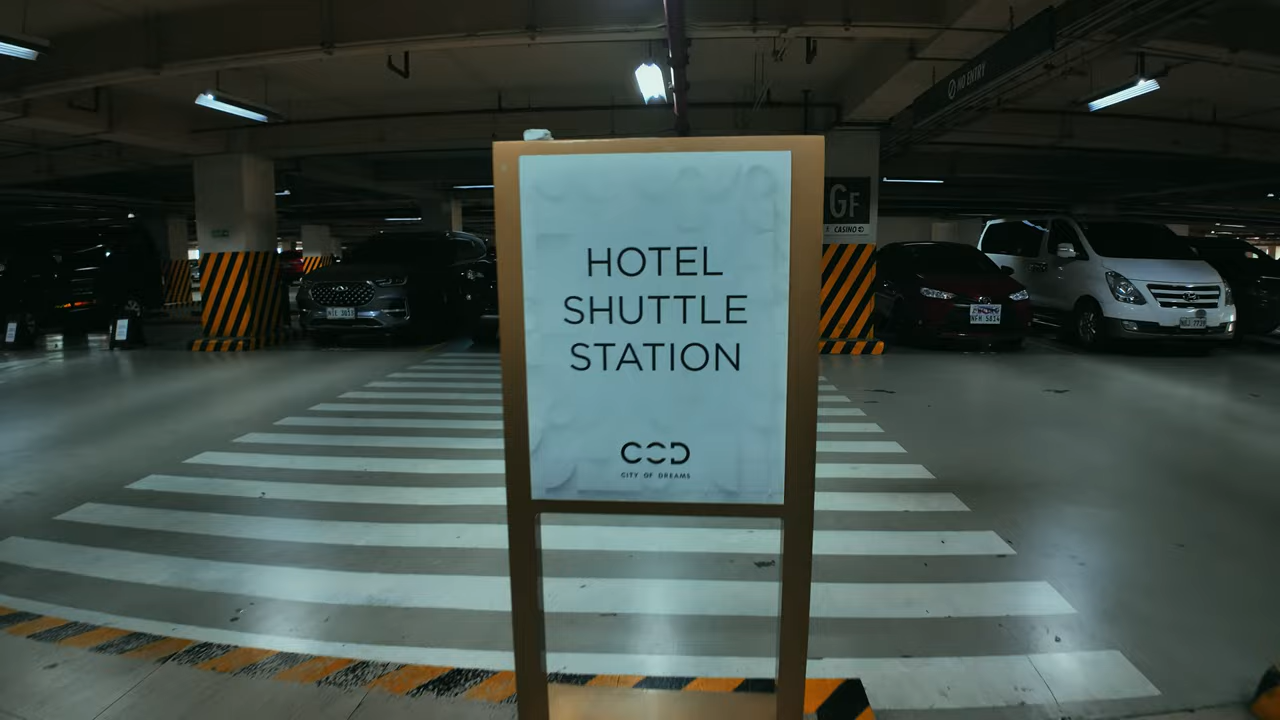 NO ENTRY
GF
CASINO
HOTEL
SHUTTLE
STATION
COD
CITY OF DREAMS